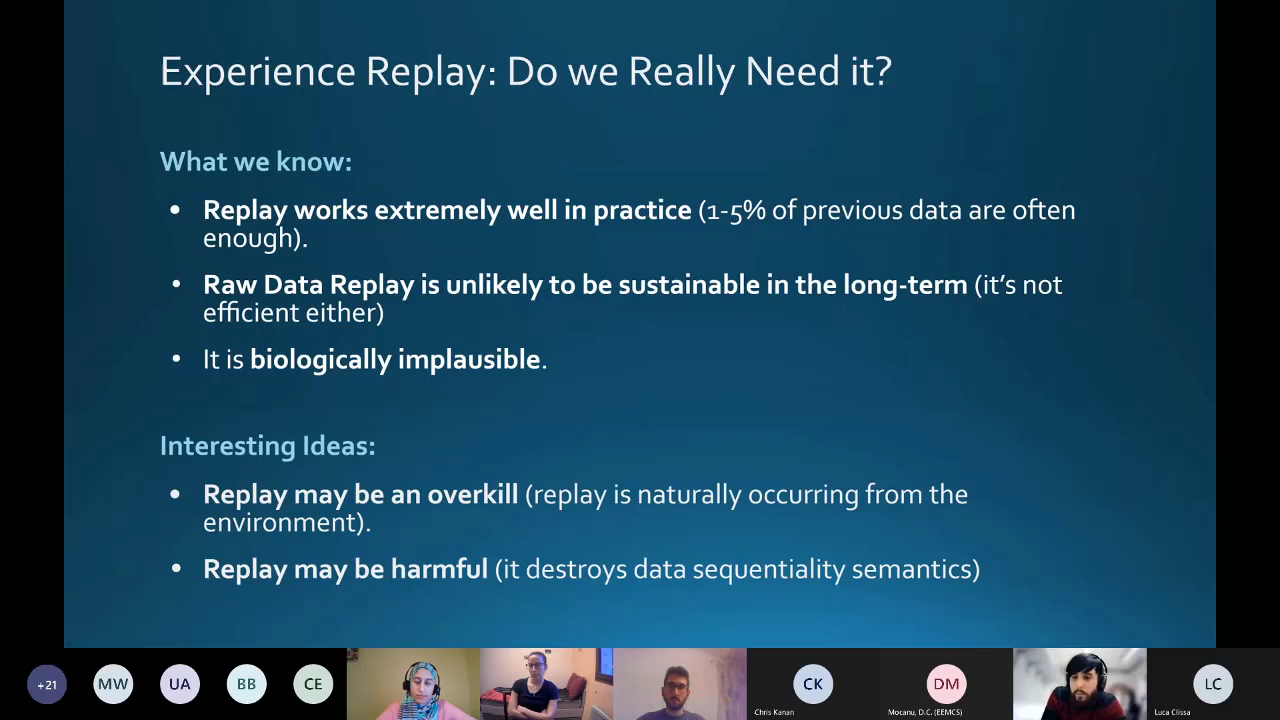 Experience Replay: Do we Really Need it?
What we know:
• Replay works extremely well in practice (1-5% of previous data are often
enough).
• Raw Data Replay is unlikely to be sustainable in the long-term (it's not
efficient either)
• It is biologically implausible.
Interesting Ideas:
• Replay may be an overkill (replay is naturally occurring from the
environment).
• Replay may be harmful (it destroys data sequentiality semantics)
+21
MW
UA
BB
CE
CK
Chris Kanan
DM
Mocanu, D.C. (EEMCS)
LC
Luca Clissa